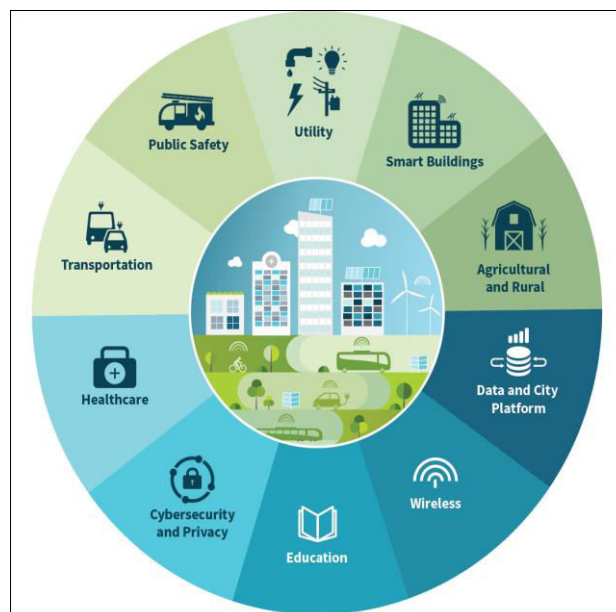 Utility
Smart Buildings
Agricultural
and Rural
Data and City
Platform
Wireless
Education
Cybersecurity
and Privacy
Healthcare
Transportation
Public Safety